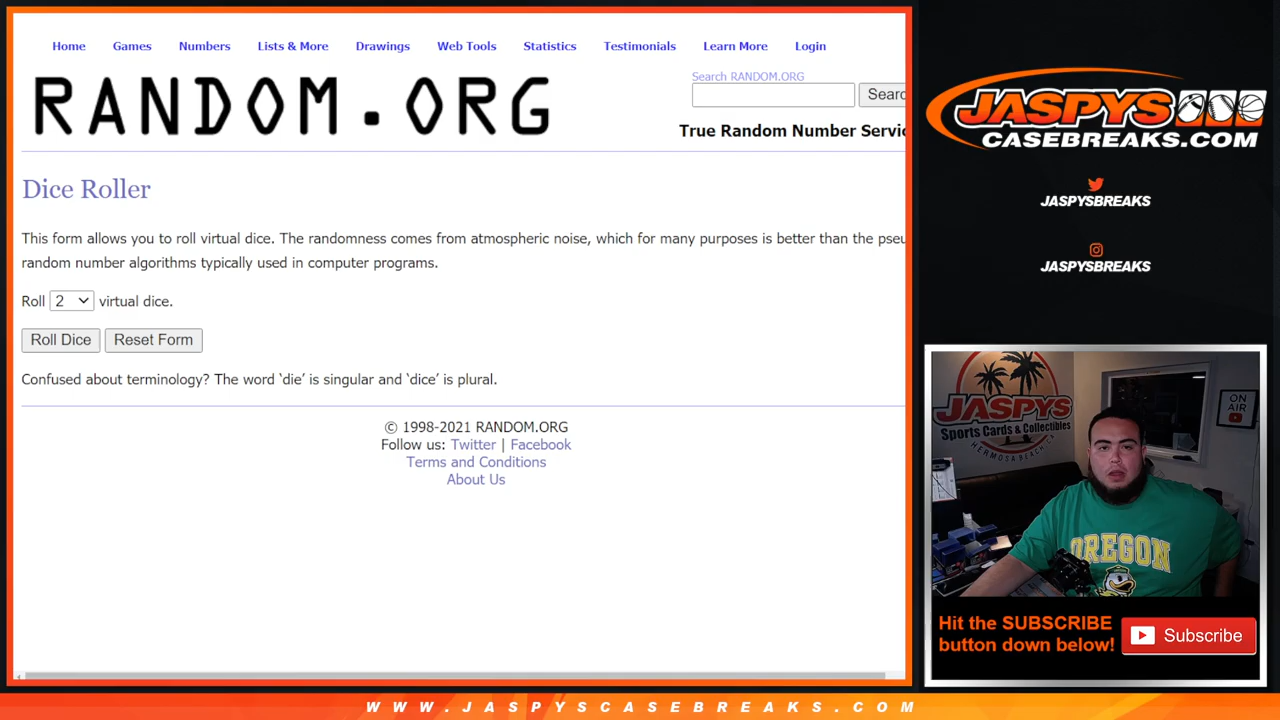 Home Games Numbers Lists & More Drawings Web Tools Statistics Testimonials Learn More Login
RANDOM.ORG
Search RANDOM.ORG
Searc
True Random Number Servic
Dice Roller
This form allows you to roll virtual dice. The randomness comes from atmospheric noise, which for many purposes is better than the pseu
random number algorithms typically used in computer programs.
Roll 2 virtual dice.
Roll Dice Reset Form
Confused about terminology? The word ‘die’ is singular and ‘dice’ is plural.
© 1998-2021 RANDOM.ORG
Follow us: Twitter | Facebook
Terms and Conditions
About Us
JASPYS
CASEBREAKS.COM
JASPYSBREAKS
JASPYSBREAKS
JASPYS
Sports Cards & Collectibles
HERMOSA BEACH, CA
ON
AIR
OREGON
Hit the SUBSCRIBE
button down below!
Subscribe
WWW.JASPYSCASEBREAKS.COM